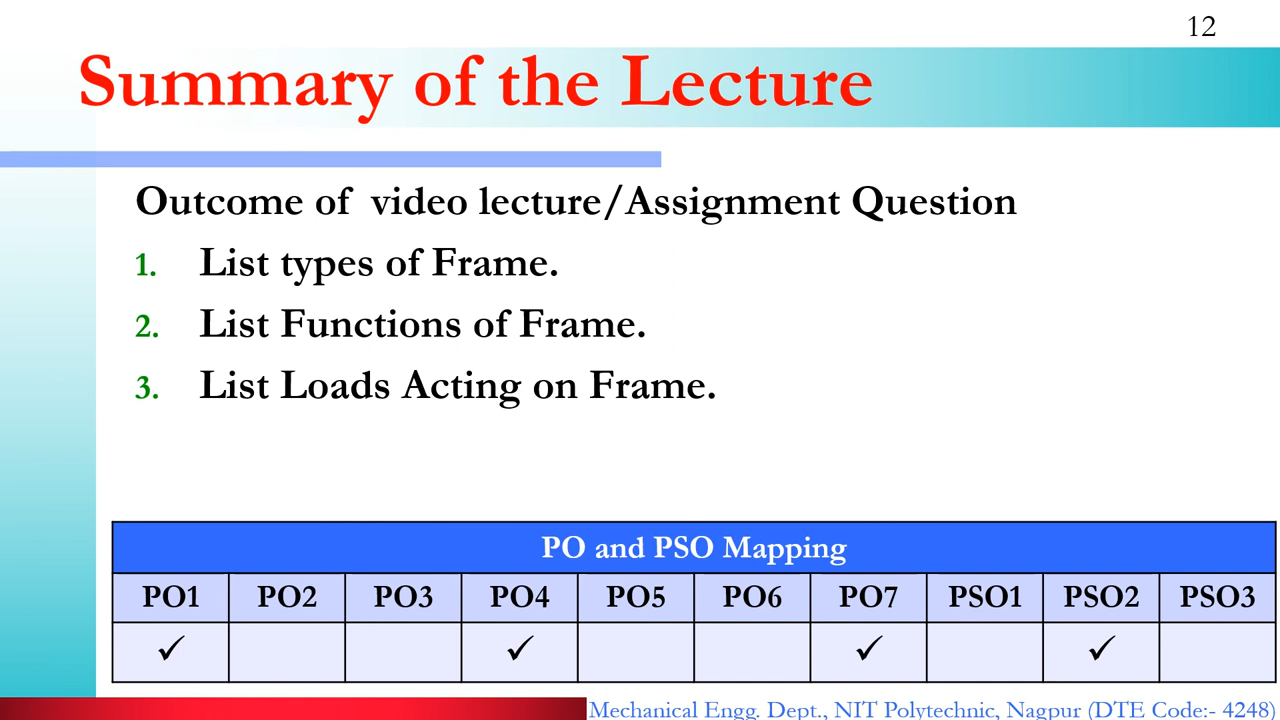 12
Summary of the Lecture
Outcome of video lecture/Assignment Question
1. List types of Frame.
2. List Functions of Frame.
3. List Loads Acting on Frame.
PO and PSO Mapping
PO1 PO2 PO3 PO4 PO5 PO6 PO7 PSO1 PSO2 PSO3
✓ ✓ ✓ ✓
Mechanical Engg. Dept., NIT Polytechnic, Nagpur (DTE Code:- 4248)